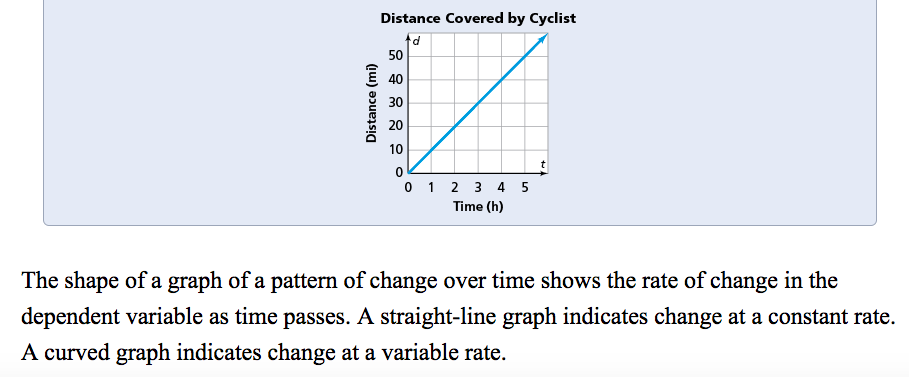 Distance Covered by Cyclist
d
50
40
30
20
10
0
Distance (mi)
t
0 1 2 3 4 5
Time (h)
The shape of a graph of a pattern of change over time shows the rate of change in the
dependent variable as time passes. A straight-line graph indicates change at a constant rate.
A curved graph indicates change at a variable rate.